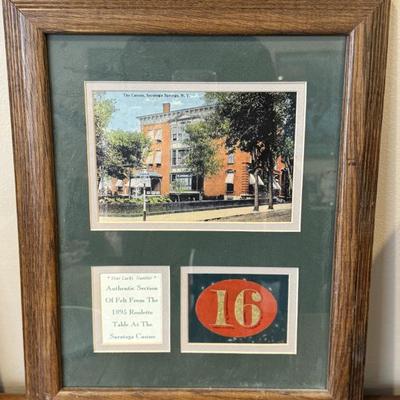 The Casino, Saratoga Springs, N. Y.
" Your Lucky Number "
Authentic Section
Of Felt From The
1895 Roulette
Table At The
Saratoga Casino
16